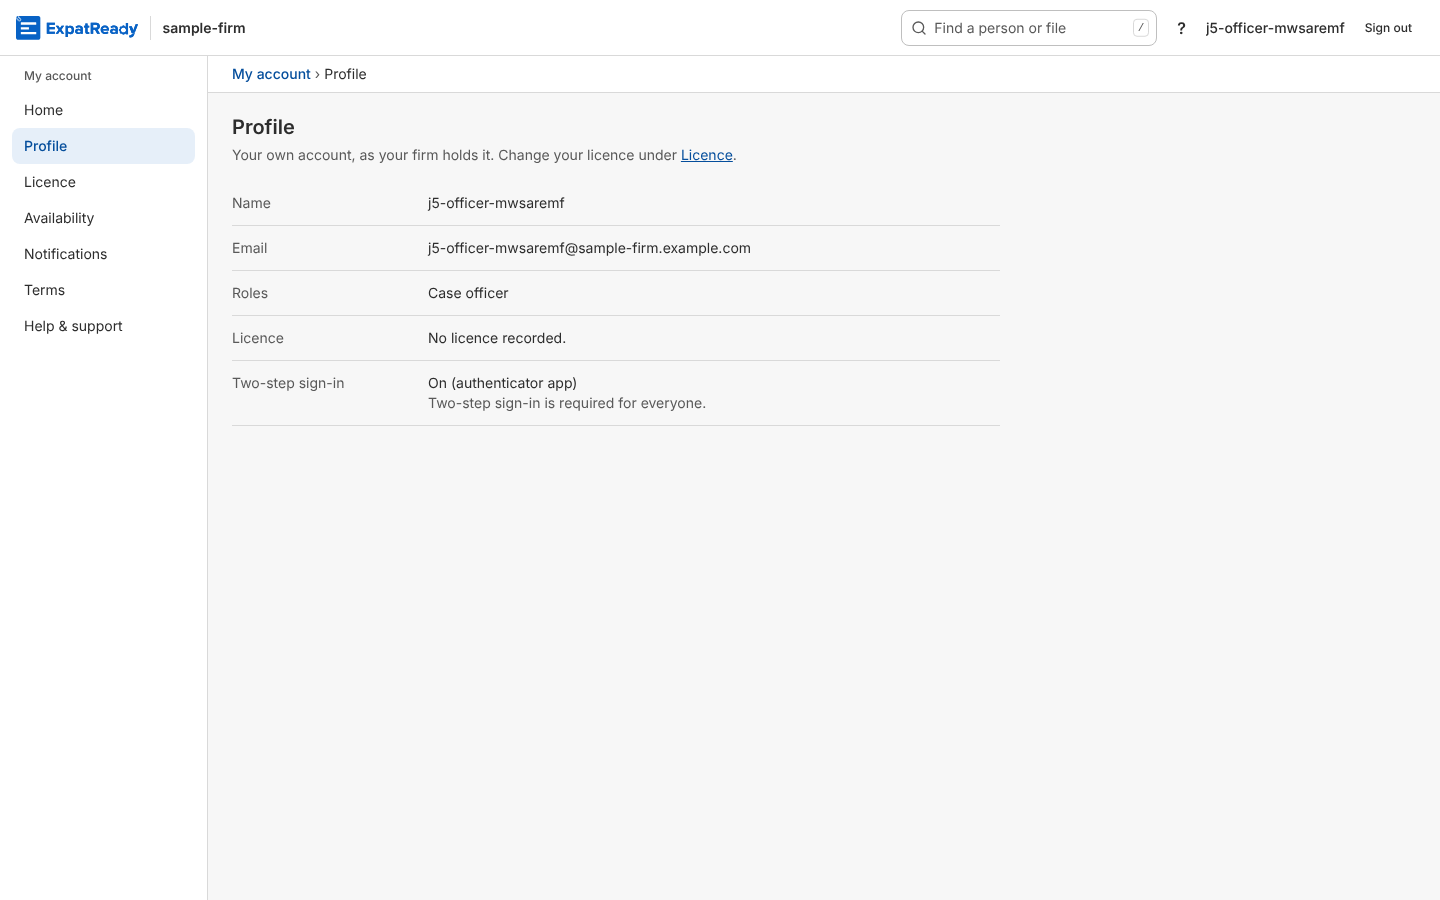 ExpatReady
sample-firm
Find a person or file
/
?
j5-officer-mwsaremf
Sign out
My account
Home
Profile
Licence
Availability
Notifications
Terms
Help & support
My account › Profile
Profile
Your own account, as your firm holds it. Change your licence under Licence.
Name
j5-officer-mwsaremf
Email
j5-officer-mwsaremf@sample-firm.example.com
Roles
Case officer
Licence
No licence recorded.
Two-step sign-in
On (authenticator app)
Two-step sign-in is required for everyone.